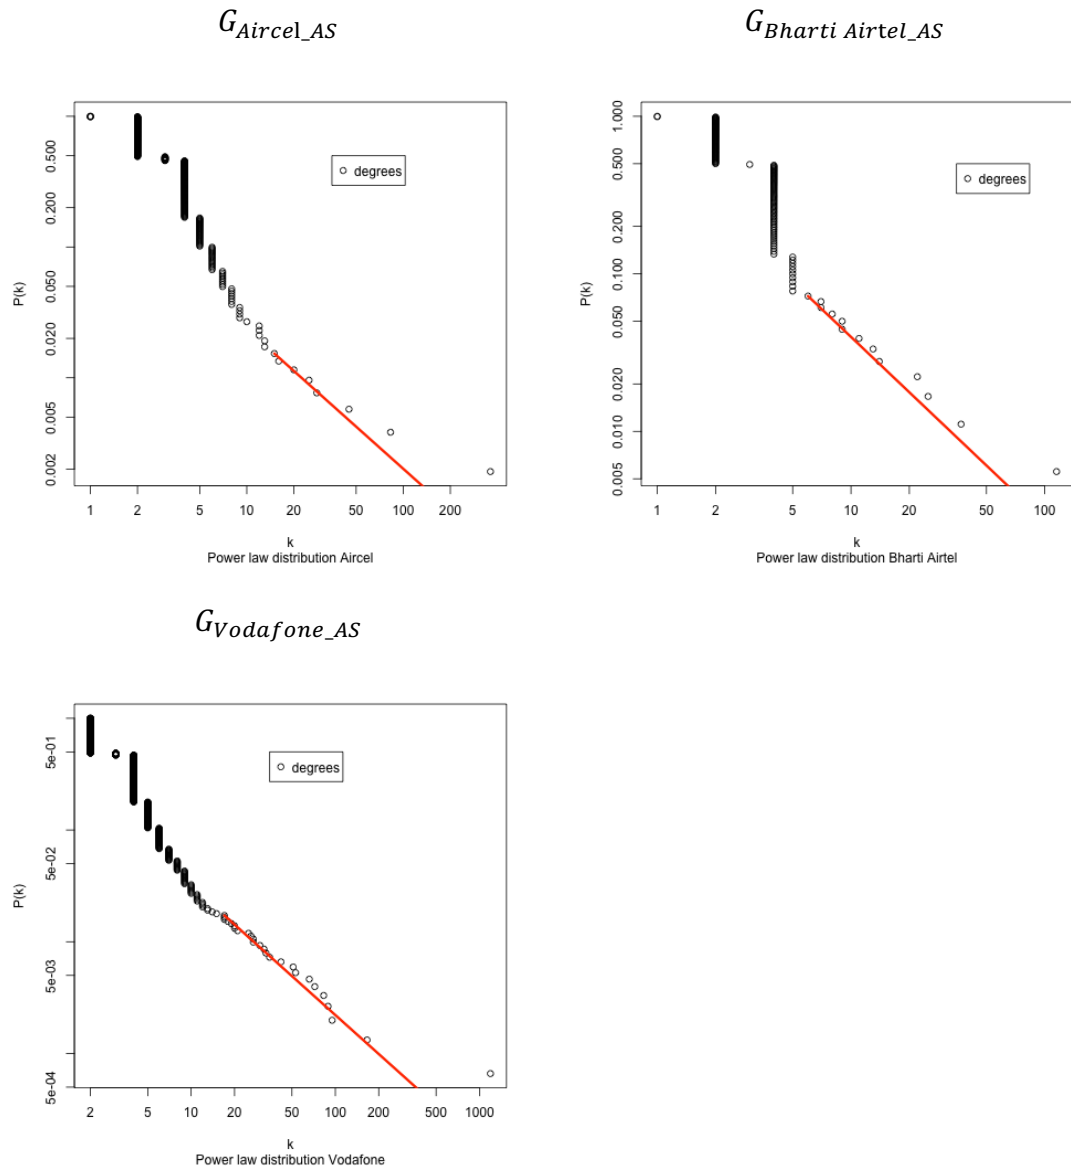 G_Aircel_AS
G_Bharti Airtel_AS
P(k)
0.500
0.200
0.050
0.020
0.005
0.002
degrees
1 2 5 10 20 50 100 200
k
Power law distribution Aircel
P(k)
1.000
0.500
0.200
0.100
0.050
0.020
0.010
0.005
degrees
1 2 5 10 20 50 100
k
Power law distribution Bharti Airtel
G_Vodafone_AS
P(k)
5e-01
5e-02
5e-03
5e-04
degrees
2 5 10 20 50 100 200 500 1000
k
Power law distribution Vodafone